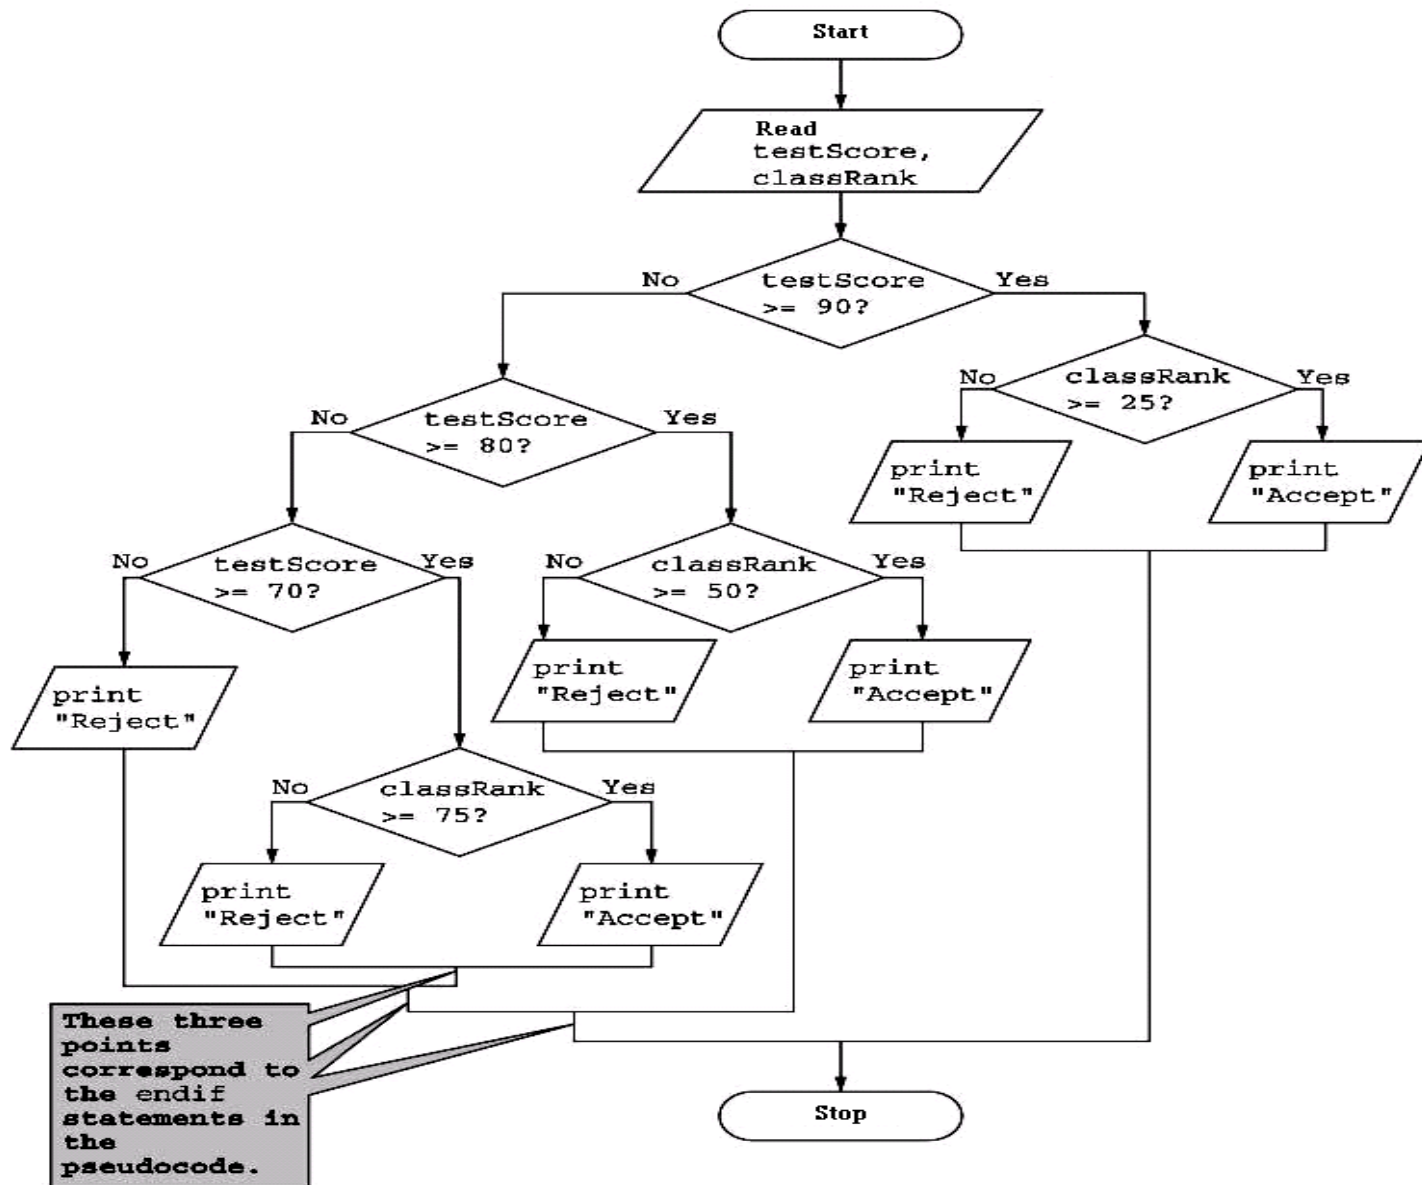 Start
Read
testScore,
classRank
No
testScore
>= 90?
Yes
No
classRank
>= 25?
Yes
print
"Reject"
print
"Accept"
No
testScore
>= 80?
Yes
No
testScore
>= 70?
Yes
No
classRank
>= 50?
Yes
print
"Reject"
print
"Reject"
print
"Accept"
No
classRank
>= 75?
Yes
print
"Reject"
print
"Accept"
These three
points
correspond to
the endif
statements in
the
pseudocode.
Stop